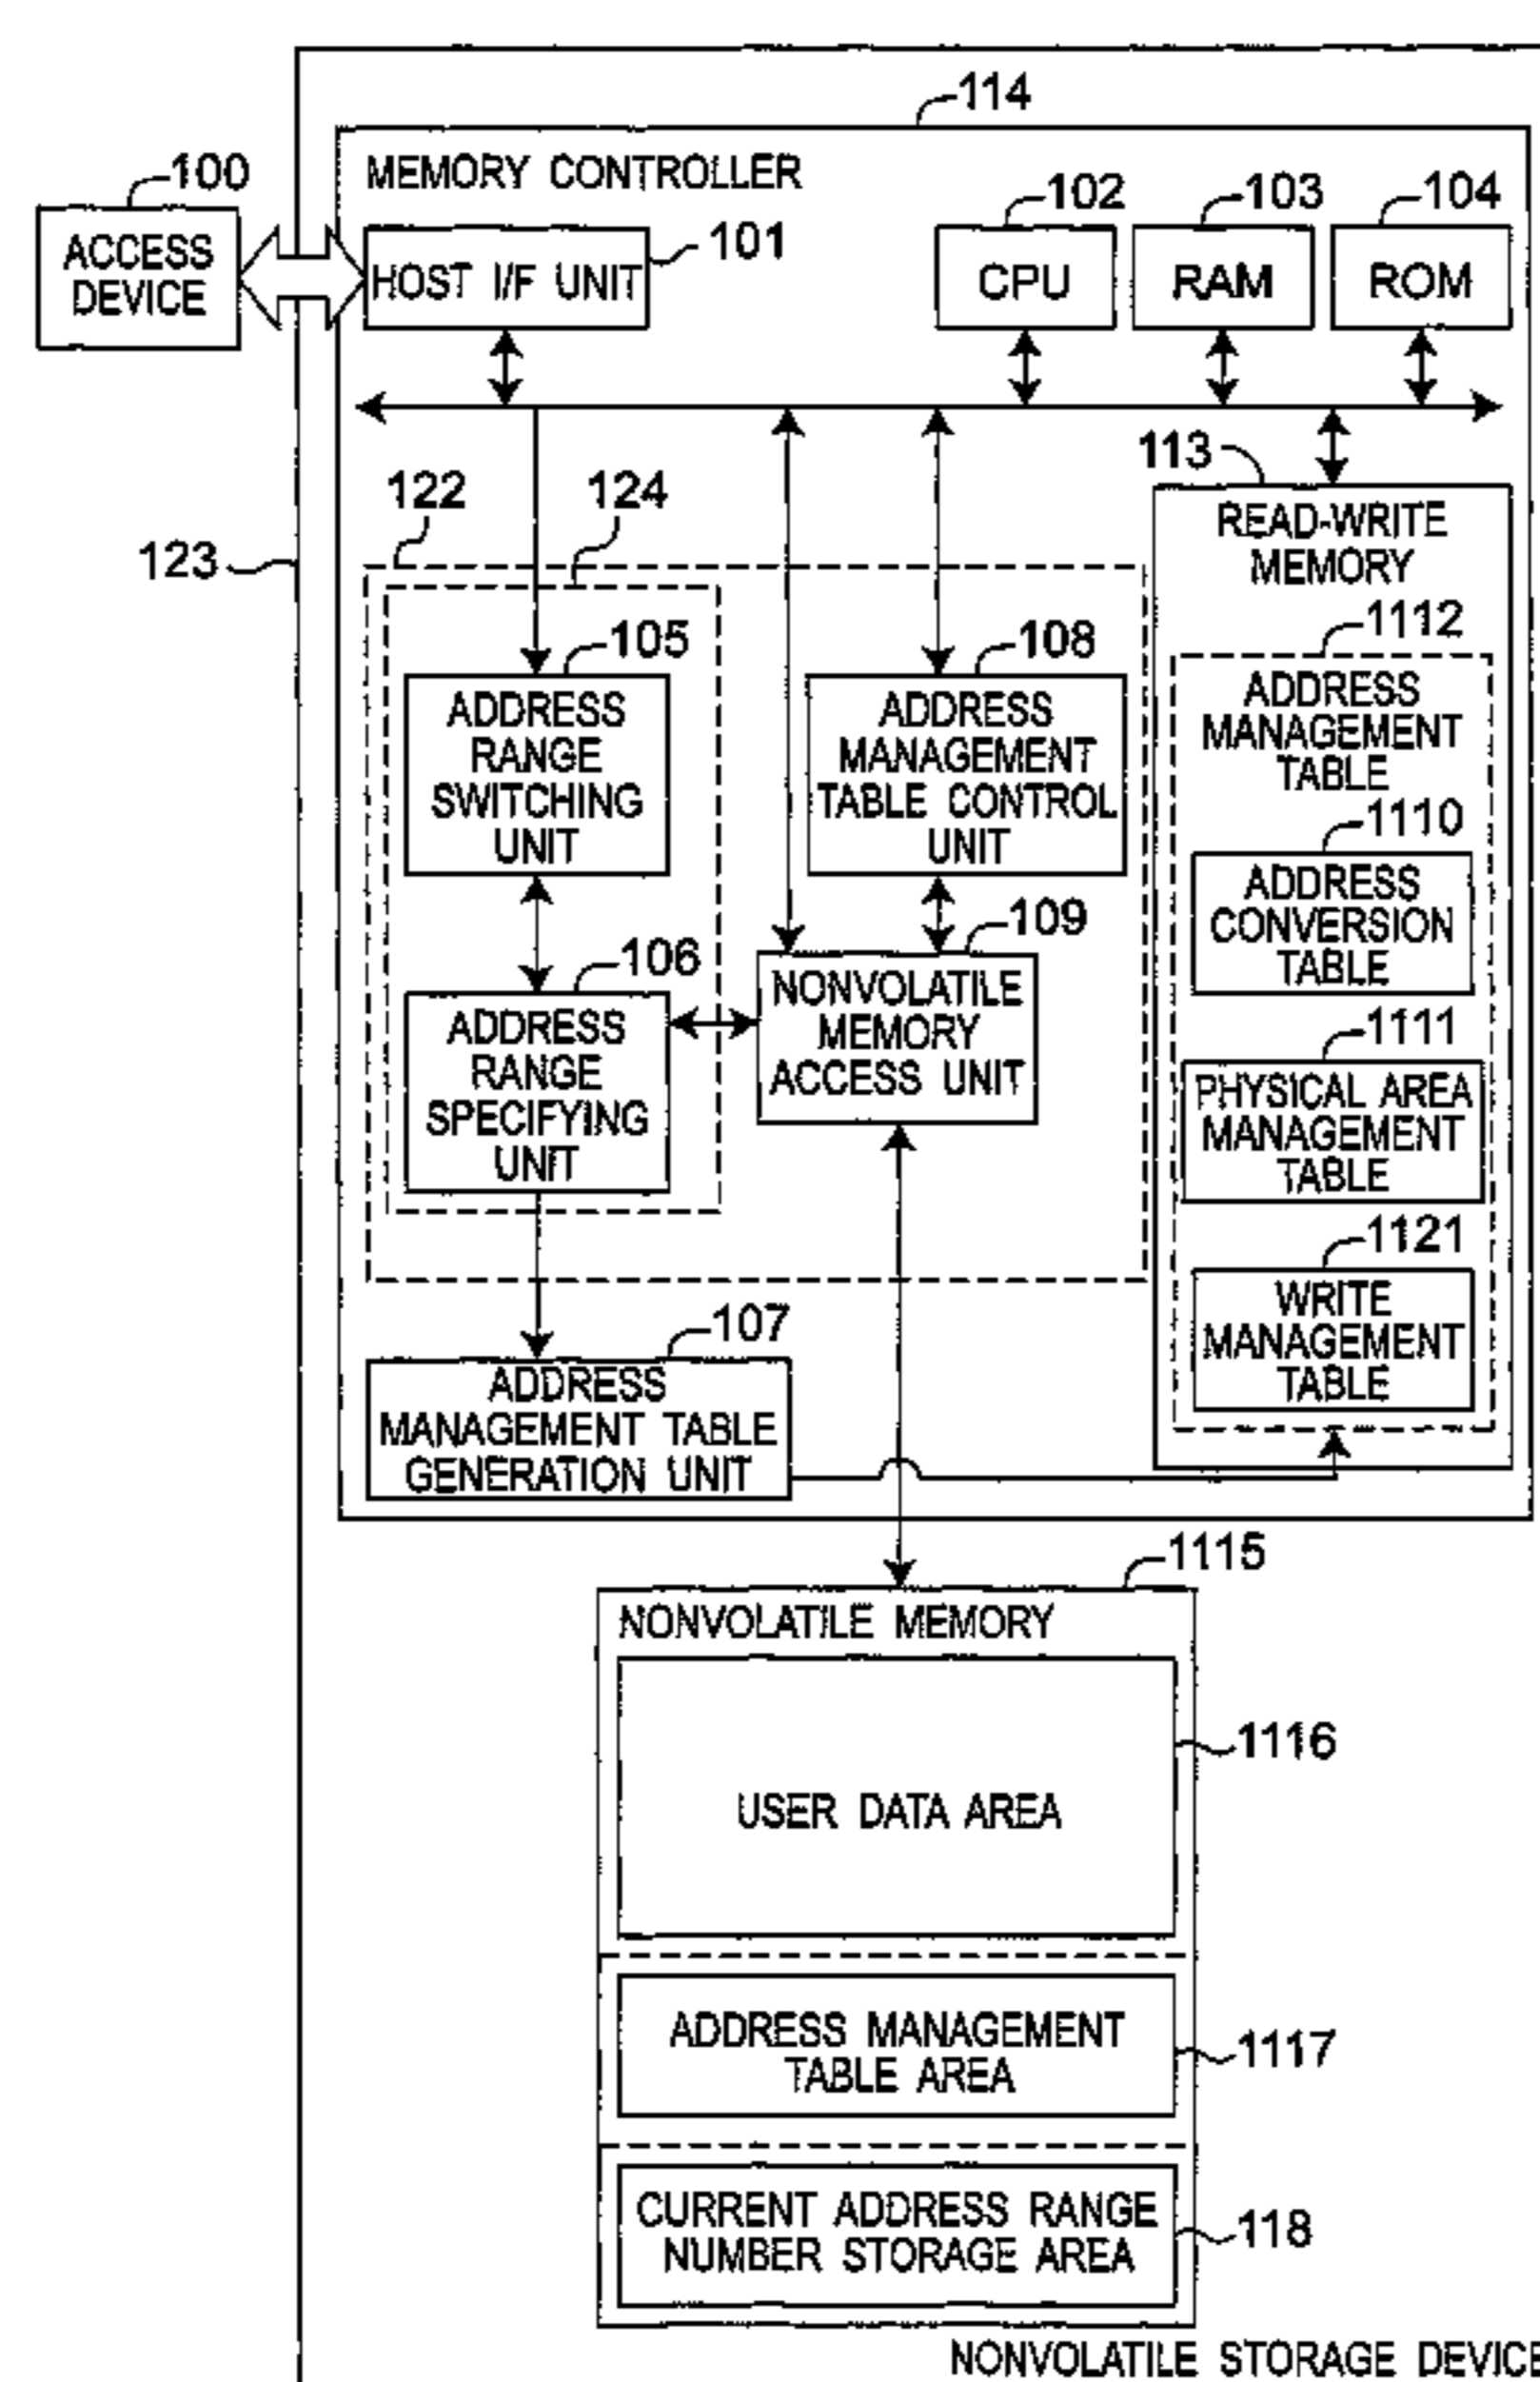 114
MEMORY CONTROLLER
100
ACCESS
DEVICE
101
HOST I/F UNIT
102
CPU
103
RAM
104
ROM
113
READ-WRITE
MEMORY
122
124
123
105
ADDRESS
RANGE
SWITCHING
UNIT
108
ADDRESS
MANAGEMENT
TABLE CONTROL
UNIT
1112
ADDRESS
MANAGEMENT
TABLE
1110
ADDRESS
CONVERSION
TABLE
106
ADDRESS
RANGE
SPECIFYING
UNIT
109
NONVOLATILE
MEMORY
ACCESS UNIT
1111
PHYSICAL AREA
MANAGEMENT
TABLE
1121
WRITE
MANAGEMENT
TABLE
107
ADDRESS
MANAGEMENT TABLE
GENERATION UNIT
1115
NONVOLATILE MEMORY
1116
USER DATA AREA
ADDRESS MANAGEMENT
TABLE AREA
1117
CURRENT ADDRESS RANGE
NUMBER STORAGE AREA
118
NONVOLATILE STORAGE DEVICE